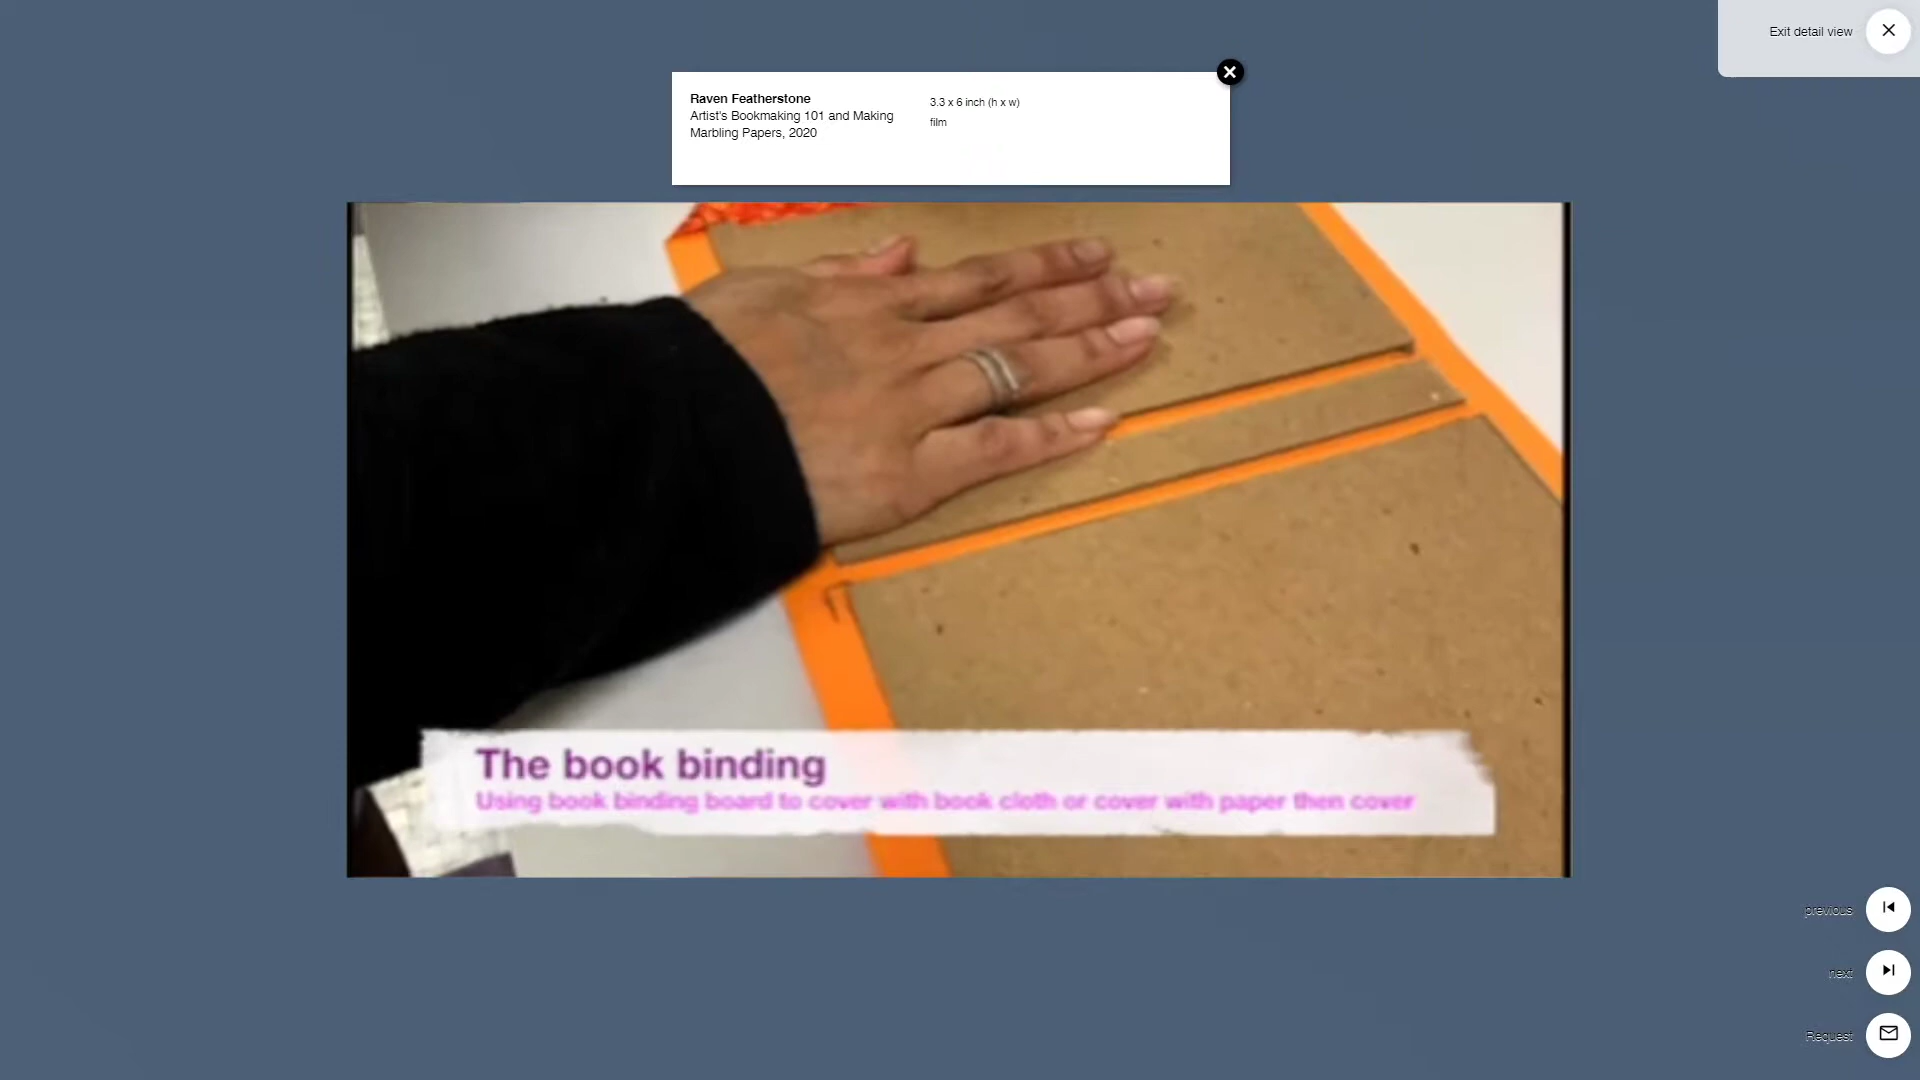 Exit detail view
Raven Featherstone
Artist's Bookmaking 101 and Making
Marbling Papers, 2020
3.3 x 6 inch (h x w)
film
The book binding
Using book binding board to cover with book cloth or cover with paper then cover
previous
next
Request